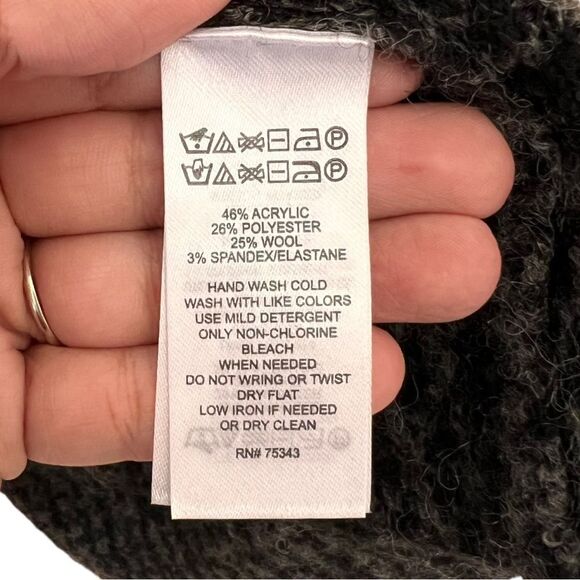 46% ACRYLIC
26% POLYESTER
25% WOOL
3% SPANDEX/ELASTANE
HAND WASH COLD
WASH WITH LIKE COLORS
USE MILD DETERGENT
ONLY NON-CHLORINE
BLEACH
WHEN NEEDED
DO NOT WRING OR TWIST
DRY FLAT
LOW IRON IF NEEDED
OR DRY CLEAN
RN# 75343